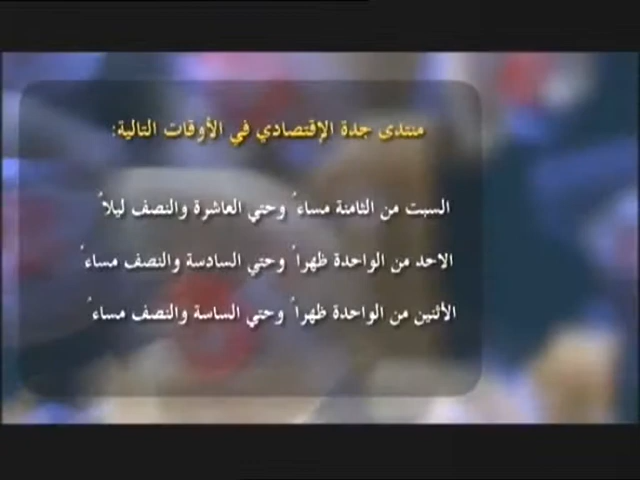 منتدى جدة الإقتصادي في الأوقات التالية:
السبت من الثامنة مساءً وحتي العاشرة والنصف ليلاً
الاحد من الواحدة ظهراً وحتي السادسة والنصف مساءً
الأثنين من الواحدة ظهراً وحتي الساسة والنصف مساءً